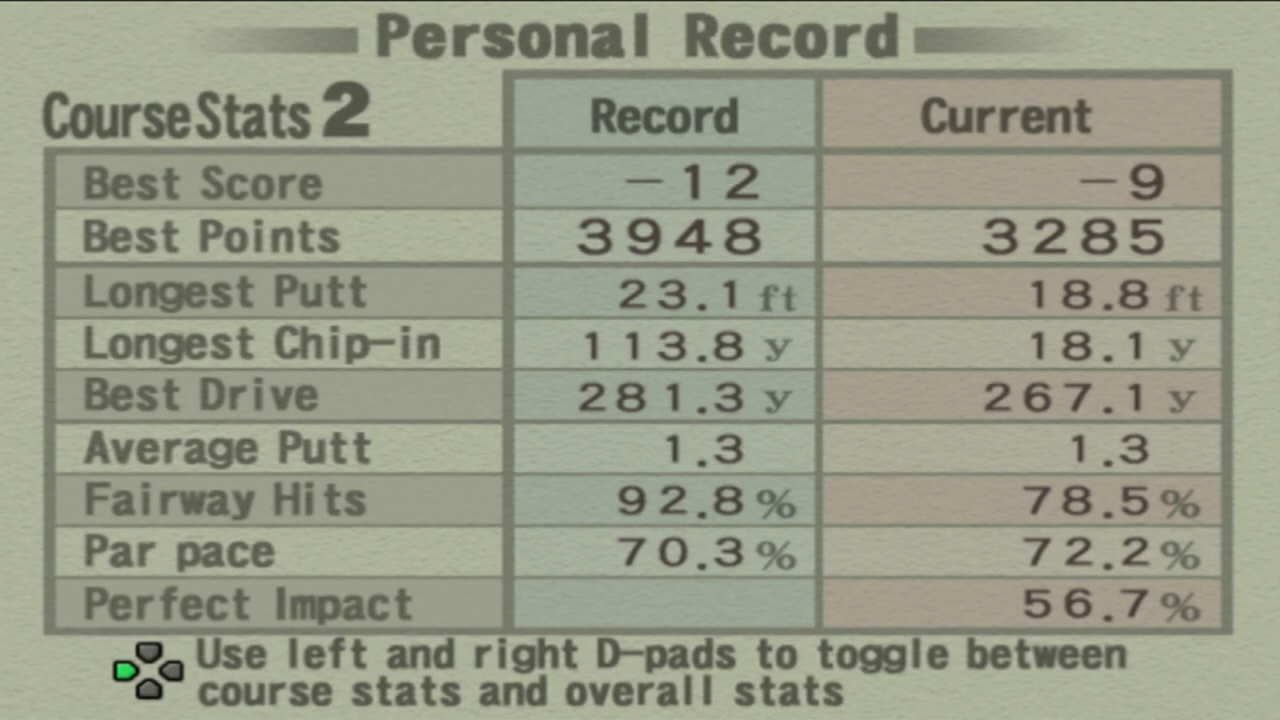 Personal Record
Course Stats 2 Record Current
Best Score −12 −9
Best Points 3948 3285
Longest Putt 23.1 ft 18.8 ft
Longest Chip−in 113.8 y 18.1 y
Best Drive 281.3 y 267.1 y
Average Putt 1.3 1.3
Fairway Hits 92.8% 78.5%
Par pace 70.3% 72.2%
Perfect Impact 56.7%
Use left and right D−pads to toggle between
course stats and overall stats